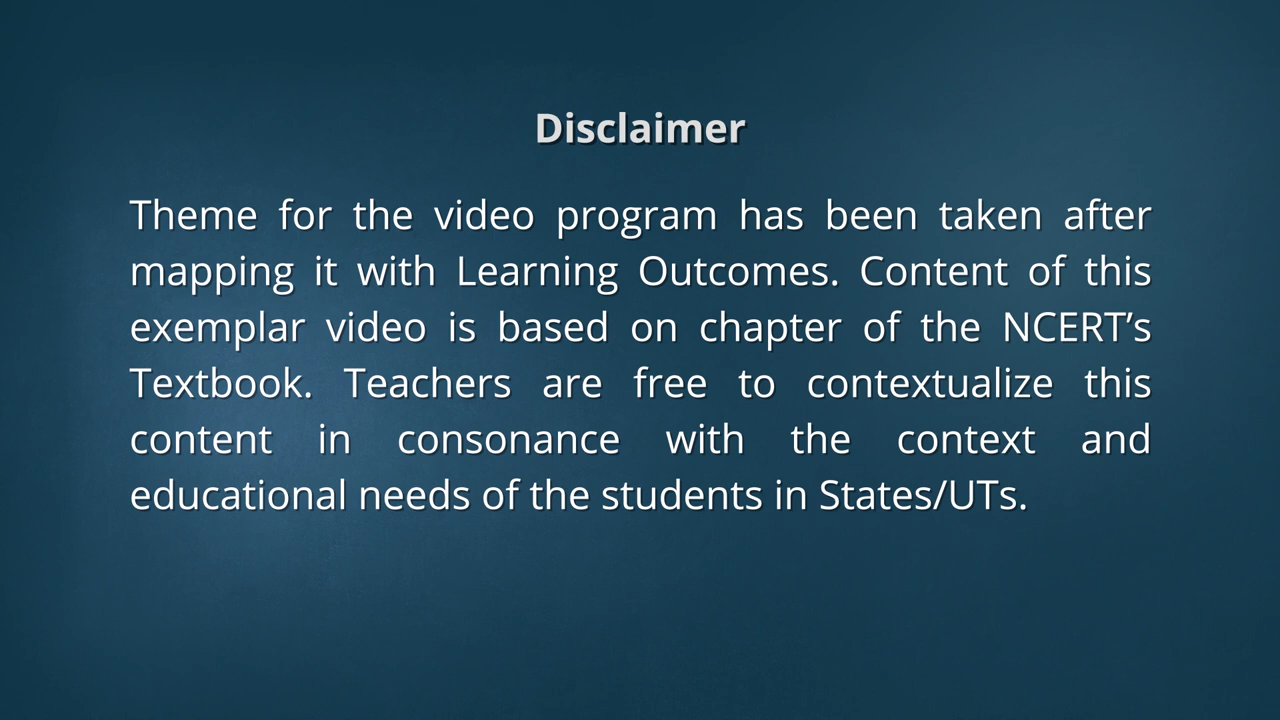 Disclaimer
Theme for the video program has been taken after
mapping it with Learning Outcomes. Content of this
exemplar video is based on chapter of the NCERT’s
Textbook. Teachers are free to contextualize this
content in consonance with the context and
educational needs of the students in States/UTs.